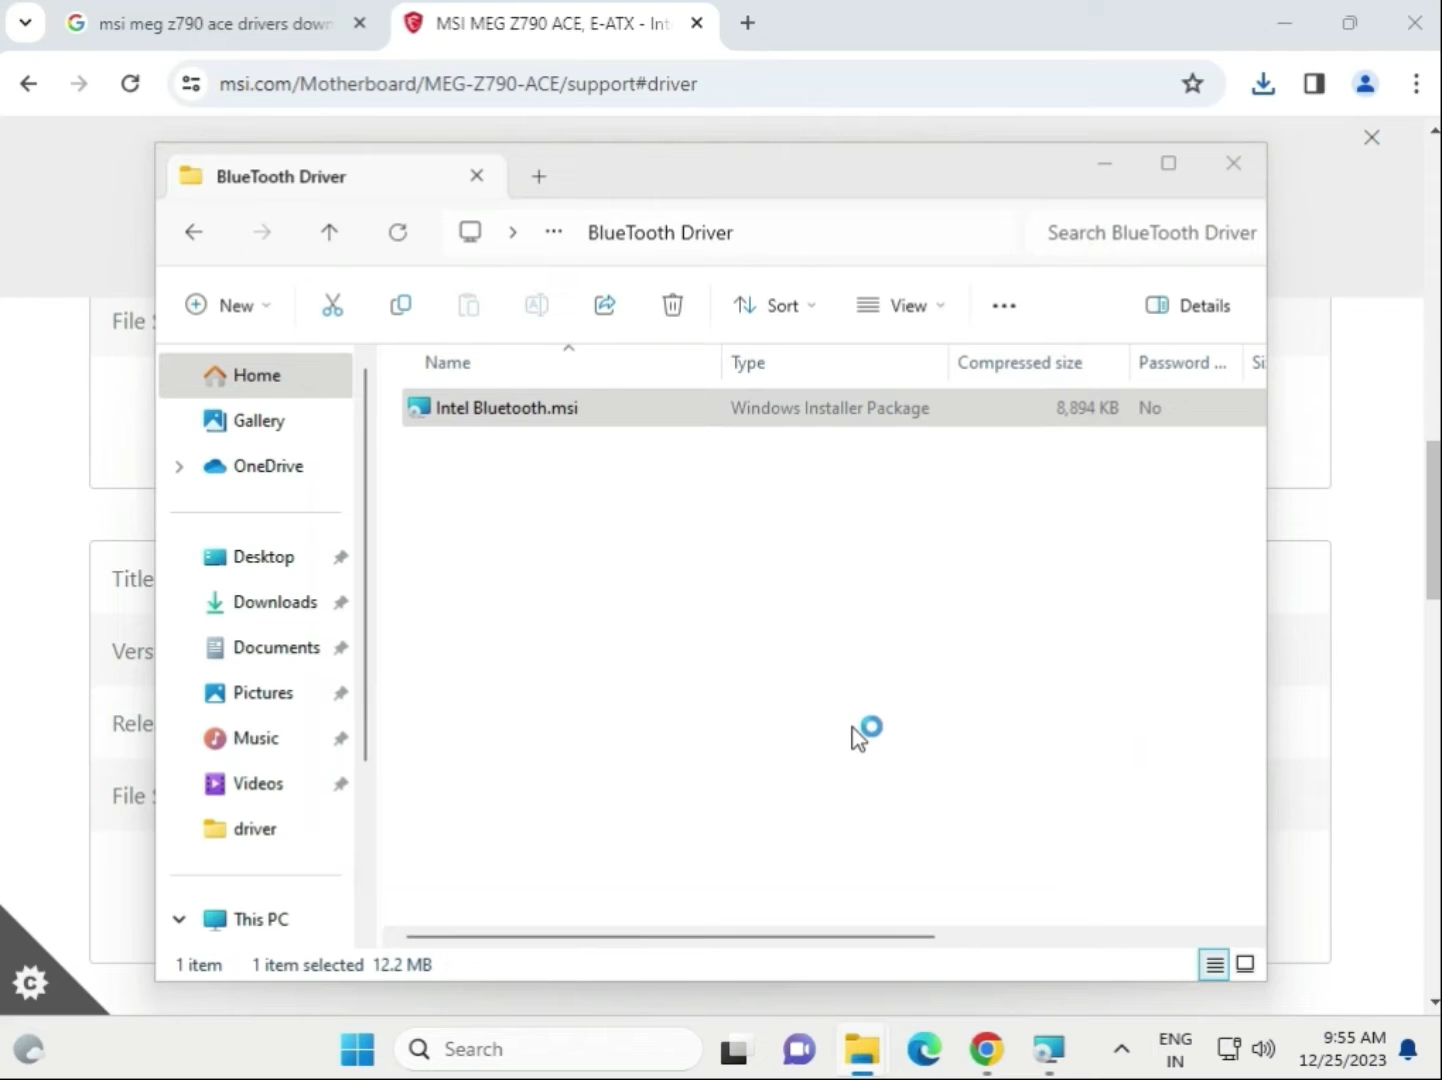 msi meg z790 ace drivers down
MSI MEG Z790 ACE, E-ATX - Int
msi.com/Motherboard/MEG-Z790-ACE/support#driver
BlueTooth Driver
BlueTooth Driver
Search BlueTooth Driver
New
Sort
View
Details
File S
Name
Type
Compressed size
Password ...
Si
Home
Intel Bluetooth.msi
Windows Installer Package
8,894 KB
No
Gallery
OneDrive
Desktop
Title
Downloads
Documents
Vers
Pictures
Rele
Music
Videos
File S
driver
This PC
1 item
1 item selected 12.2 MB
Search
ENG
IN
9:55 AM
12/25/2023